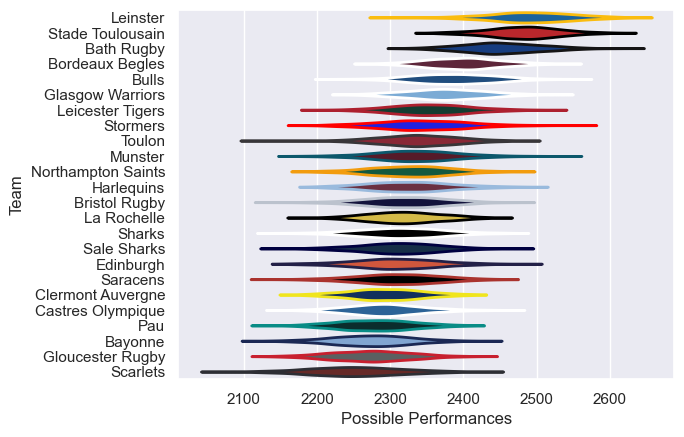 Leinster
Stade Toulousain
Bath Rugby
Bordeaux Begles
Bulls
Glasgow Warriors
Leicester Tigers
Stormers
Toulon
Munster
Northampton Saints
Harlequins
Bristol Rugby
La Rochelle
Sharks
Sale Sharks
Edinburgh
Saracens
Clermont Auvergne
Castres Olympique
Pau
Bayonne
Gloucester Rugby
Scarlets
Team
2100 2200 2300 2400 2500 2600
Possible Performances